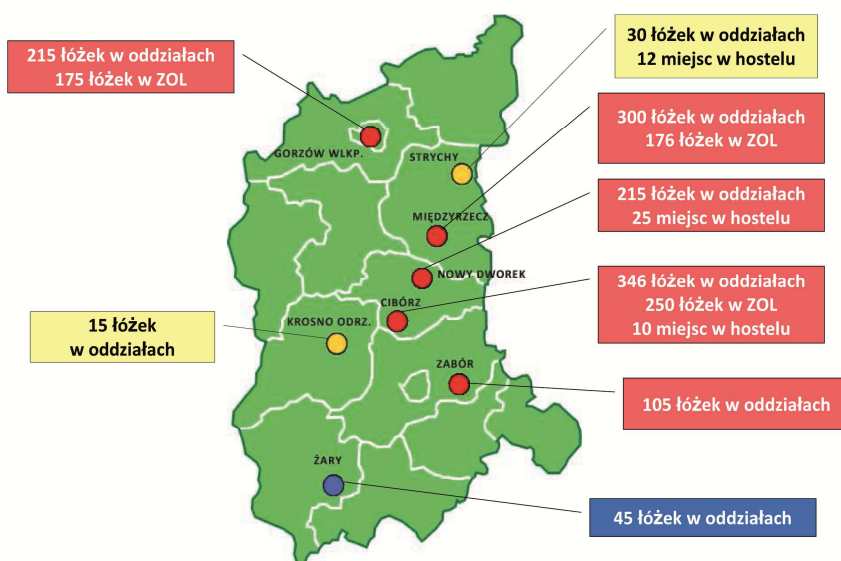 30 łóżek w oddziałach
12 miejsc w hostelu
215 łóżek w oddziałach
175 łóżek w ZOL
300 łóżek w oddziałach
176 łóżek w ZOL
GORZÓW WLKP.
STRYCHY
215 łóżek w oddziałach
25 miejsc w hostelu
MIĘDZYRZECZ
NOWY DWOREK
346 łóżek w oddziałach
250 łóżek w ZOL
10 miejsc w hostelu
CIBÓRZ
KROSNO ODRZ.
15 łóżek
w oddziałach
ZABÓR
105 łóżek w oddziałach
ŻARY
45 łóżek w oddziałach